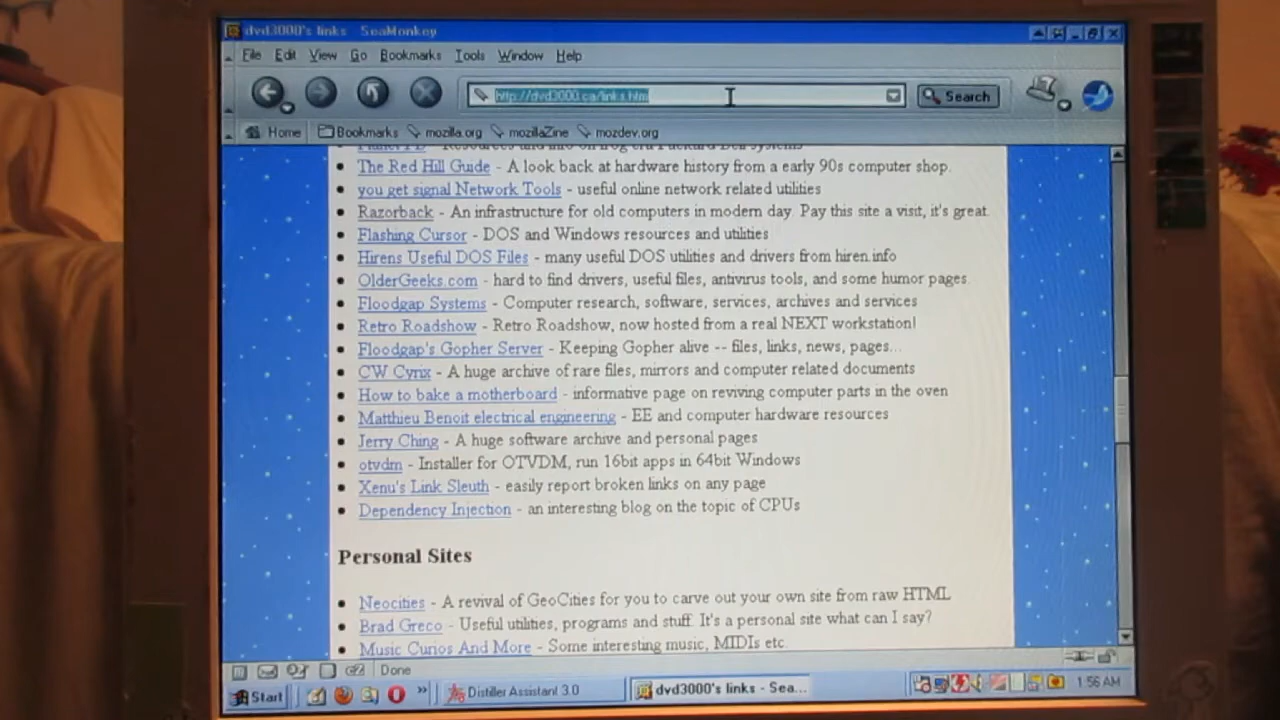 dvd3000's links - SeaMonkey
File Edit View Go Bookmarks Tools Window Help
http://dvd3000.ca/links.htm Search
Home Bookmarks mozilla.org mozillaZine mozdev.org
The Red Hill Guide - A look back at hardware history from a early 90s computer shop.
you get signal Network Tools - useful online network related utilities
Razorback - An infrastructure for old computers in modern day. Pay this site a visit, it's great.
Flashing Cursor - DOS and Windows resources and utilities
Hirens Useful DOS Files - many useful DOS utilities and drivers from hiren.info
OlderGeeks.com - hard to find drivers, useful files, antivirus tools, and some humor pages.
Floodgap Systems - Computer research, software, services, archives and services
Retro Roadshow - Retro Roadshow, now hosted from a real NEXT workstation!
Floodgap's Gopher Server - Keeping Gopher alive -- files, links, news, pages...
CW Cyrix - A huge archive of rare files, mirrors and computer related documents
How to bake a motherboard - informative page on reviving computer parts in the oven
Matthieu Benoit electrical engineering - EE and computer hardware resources
Jerry Ching - A huge software archive and personal pages
otvdm - Installer for OTVDM, run 16bit apps in 64bit Windows
Xenu's Link Sleuth - easily report broken links on any page
Dependency Injection - an interesting blog on the topic of CPUs
Personal Sites
Neocities - A revival of GeoCities for you to carve out your own site from raw HTML
Brad Greco - Useful utilities, programs and stuff. It's a personal site what can I say?
Music Curios And More - Some interesting music, MIDIs etc.
Done
Start Distiller Assistant 3.0 dvd3000's links - Sea... 1:56 AM